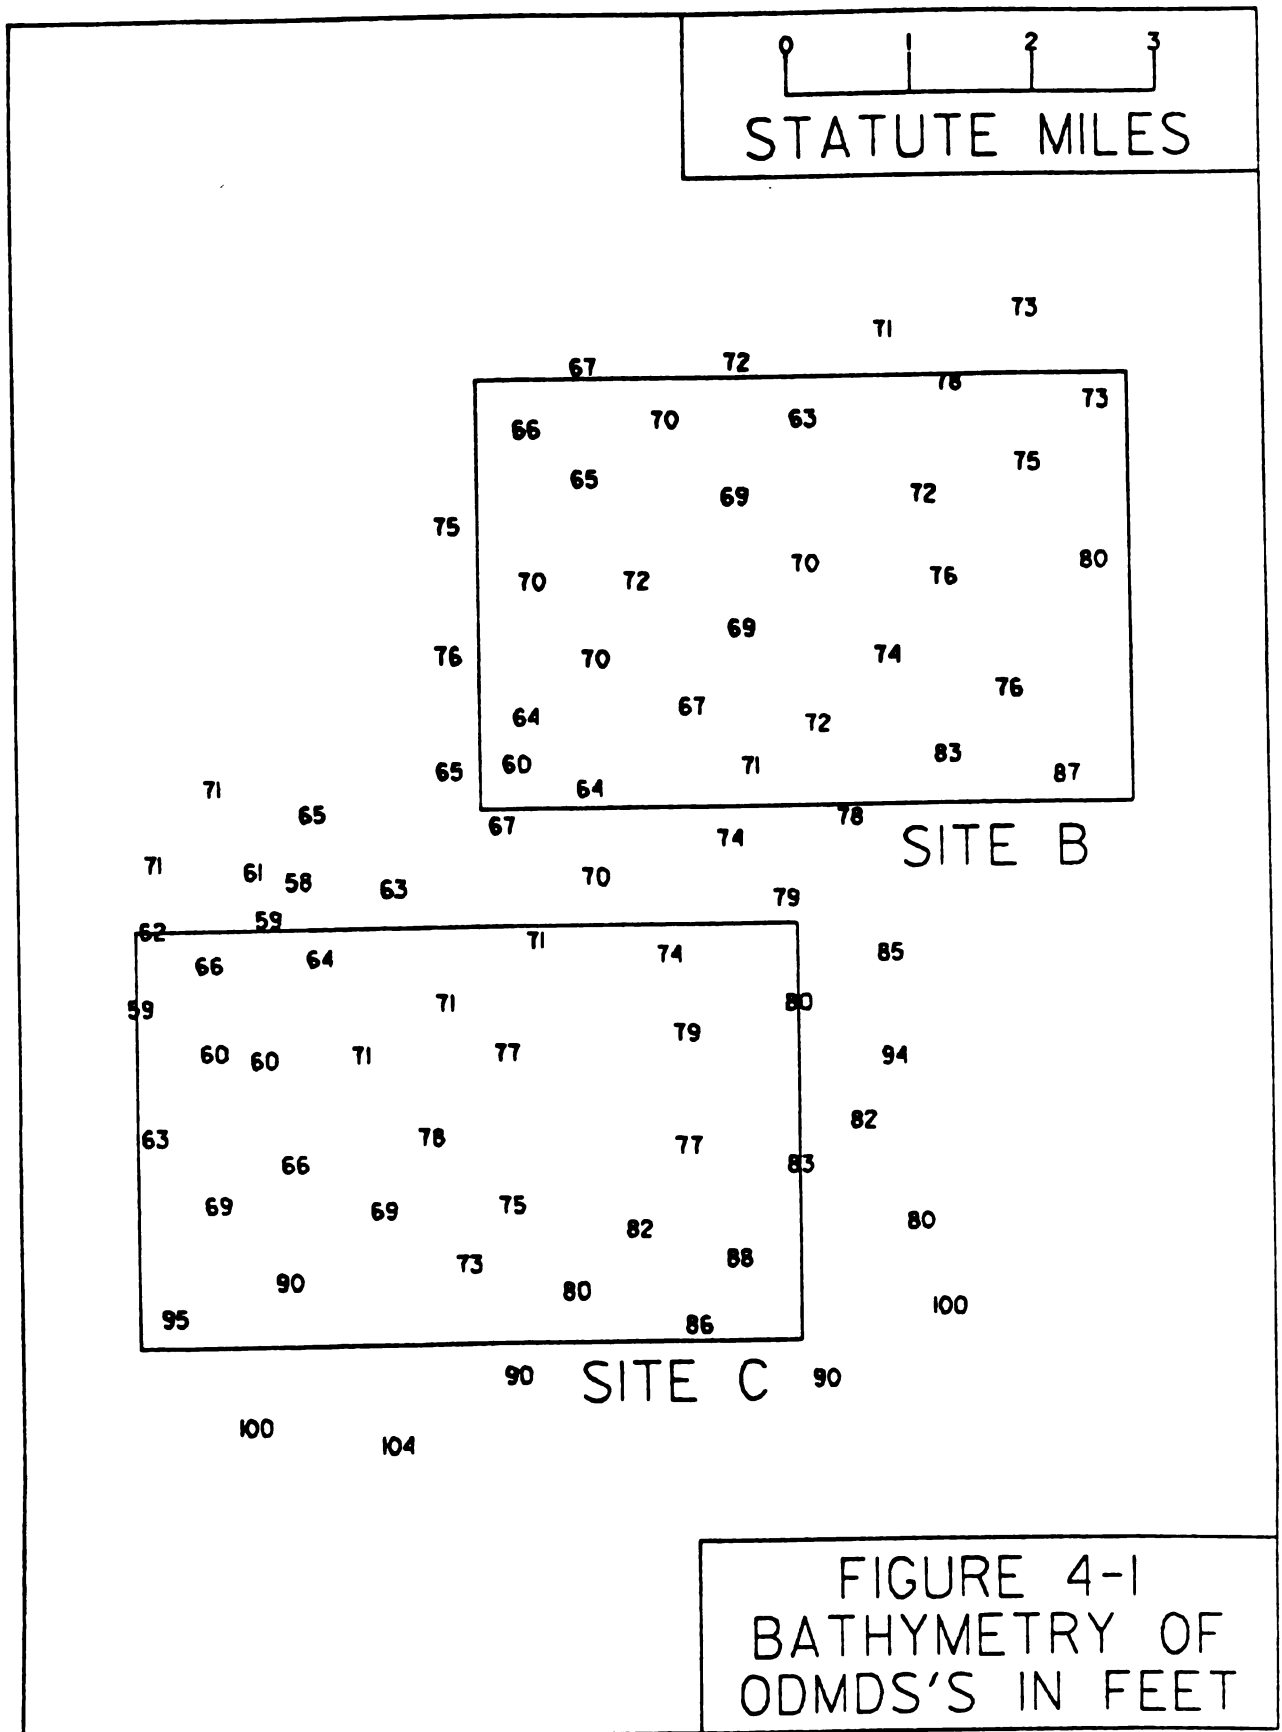 0 1 2 3
STATUTE MILES
73
71
67 72
78
73
66 70 63
75
65 69 72
75
70 72 70 76 80
69
76 70 74
76
64 67 72
83
65 60 71 87
71 64
65 67 78
74
SITE B
71 61 58 63 70
79
59
62 71
66 64 74 85
59 71 80
79
60 60 71 77 94
82
63 78 77
66 83
69 69 75
82 80
73 88
90 80
100
95 86
90 SITE C 90
100
104
FIGURE 4-1
BATHYMETRY OF
ODMDS'S IN FEET